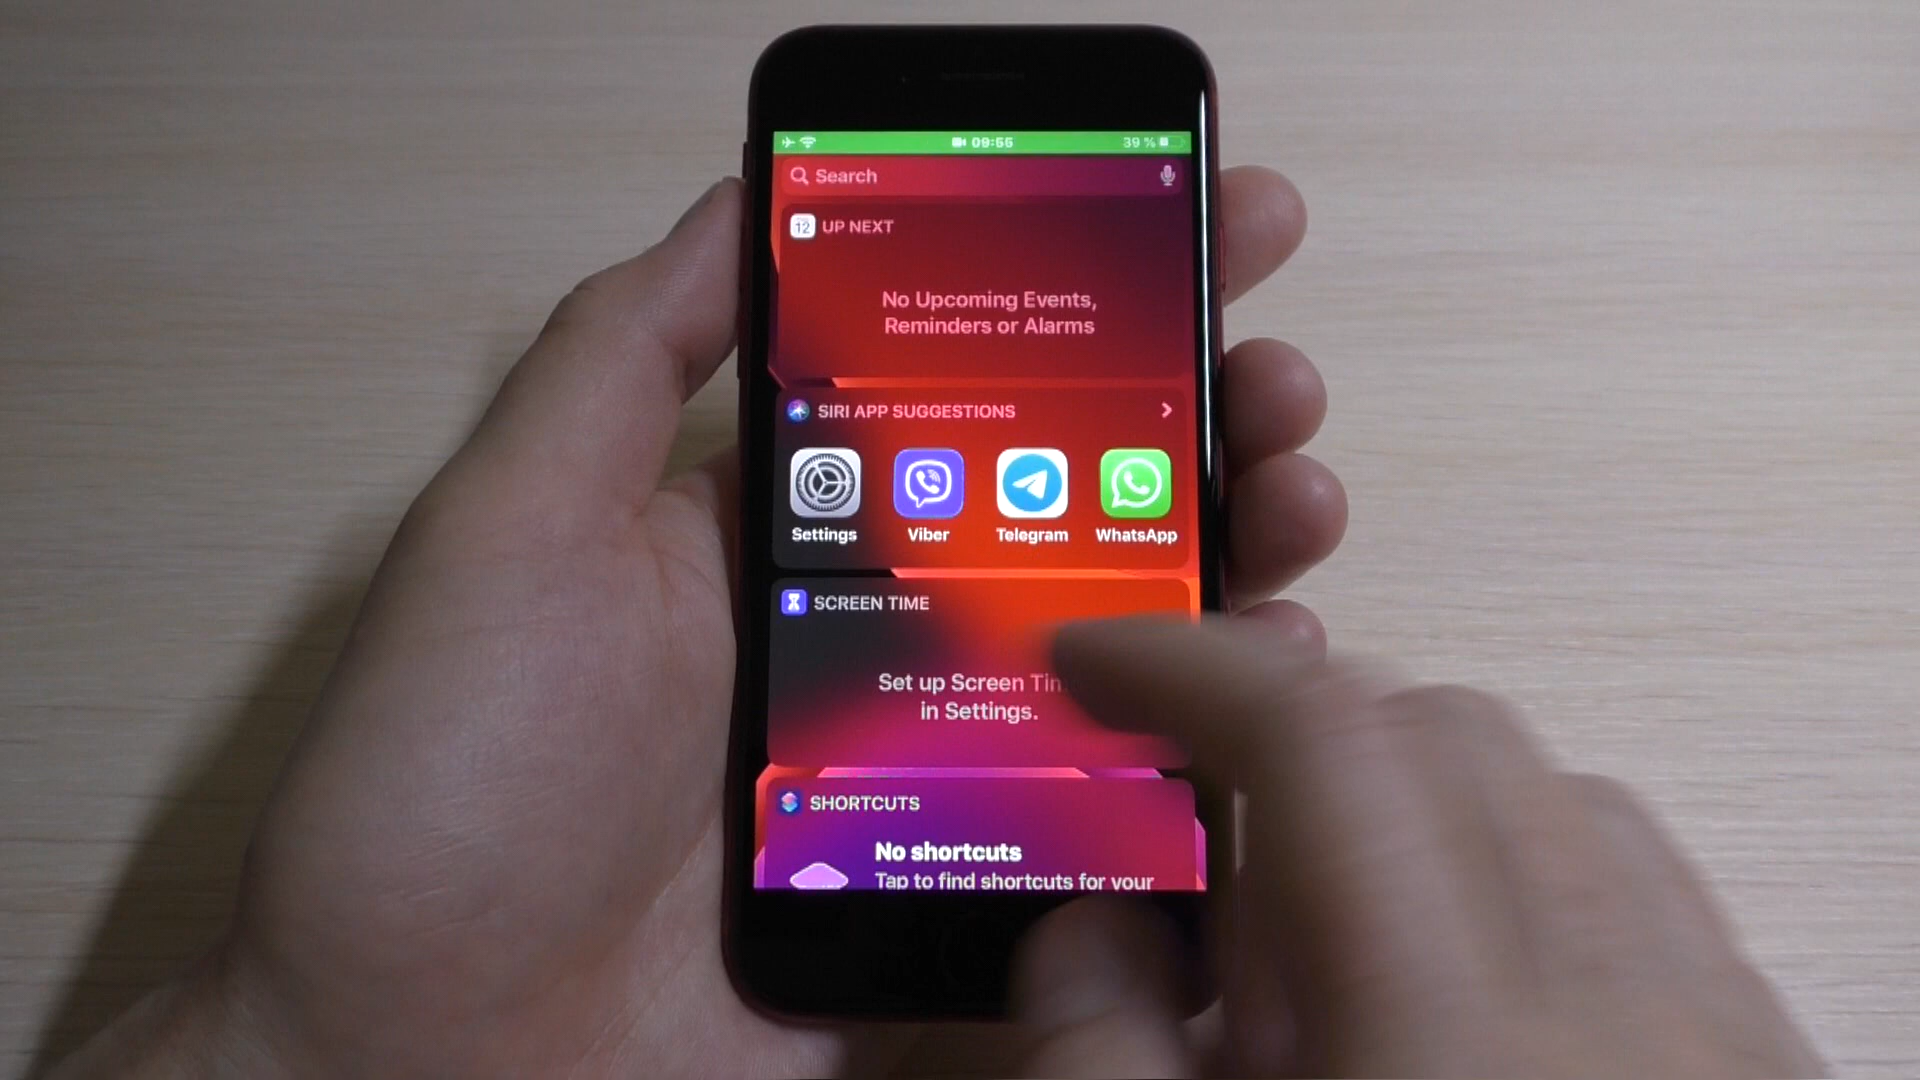 09:55
39 %
Search
12 UP NEXT
No Upcoming Events,
Reminders or Alarms
SIRI APP SUGGESTIONS
Settings Viber Telegram WhatsApp
SCREEN TIME
Set up Screen Tim
in Settings.
SHORTCUTS
No shortcuts
Tap to find shortcuts for your